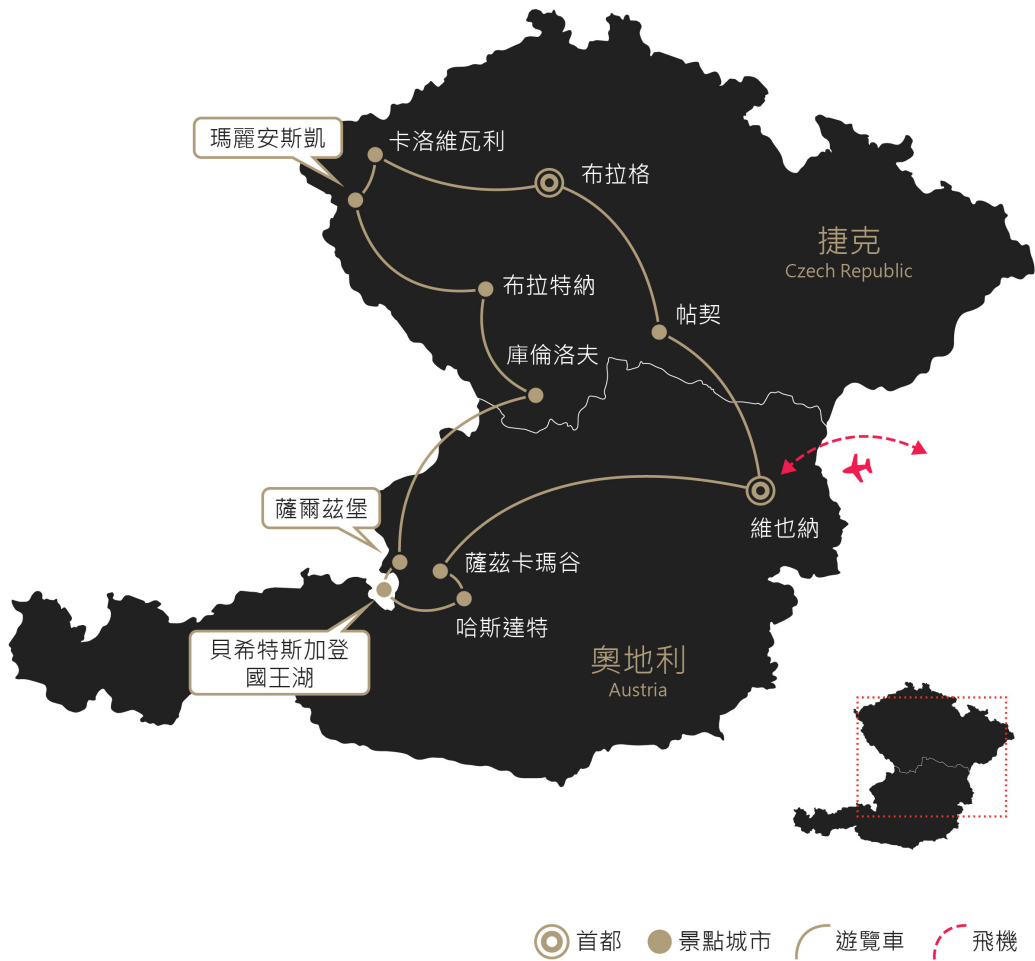 瑪麗安斯凱
卡洛維瓦利
布拉格
捷克
Czech Republic
布拉特納
帖契
庫倫洛夫
薩爾茲堡
維也納
薩茲卡瑪谷
哈斯達特
貝希特斯加登
國王湖
奧地利
Austria
首都
景點城市
遊覽車
飛機